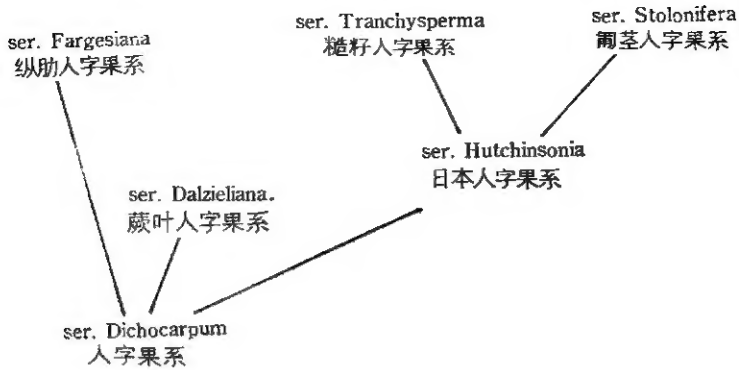 ser. Fargesiana
纵肋人字果系
ser. Tranchysperma
糙籽人字果系
ser. Stolonifera
匍茎人字果系
ser. Hutchinsonia
日本人字果系
ser. Dalzieliana.
蕨叶人字果系
ser. Dichocarpum
人字果系